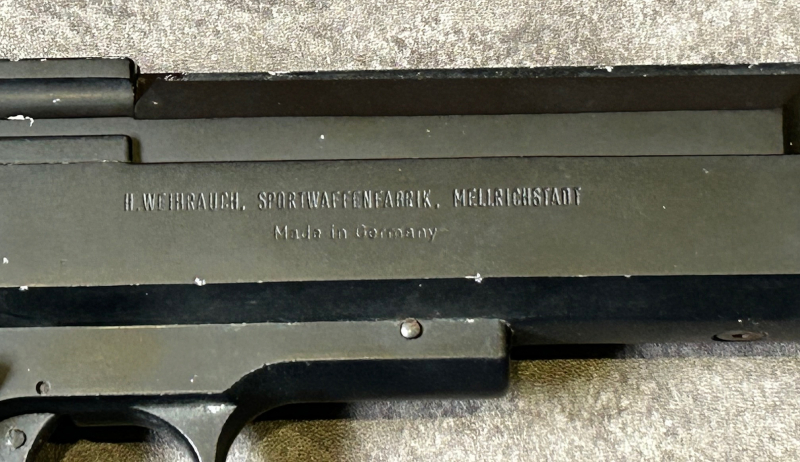 H.WEIHRAUCH, SPORTWAFFENFABRIK, MELLRICHSTADT
Made in Germany